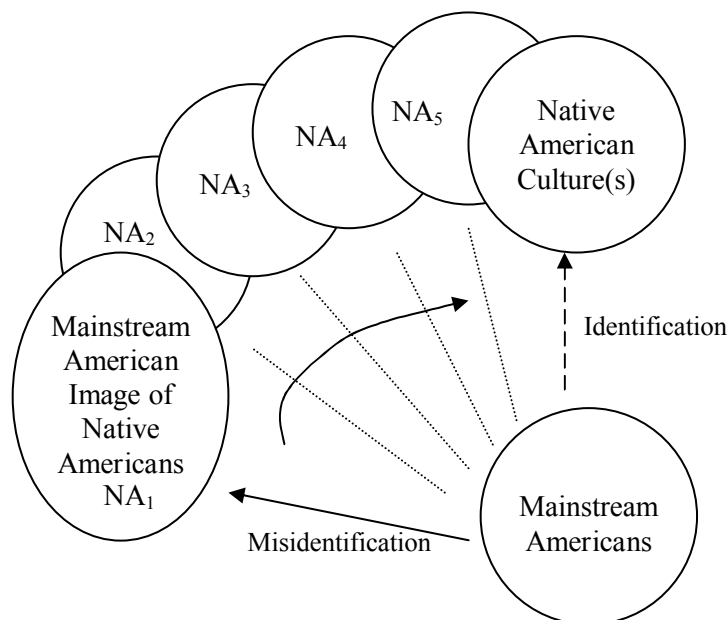 NA₅
Native
American
Culture(s)
NA₄
NA₃
NA₂
Mainstream
American
Image of
Native
Americans
NA₁
Identification
Misidentification
Mainstream
Americans